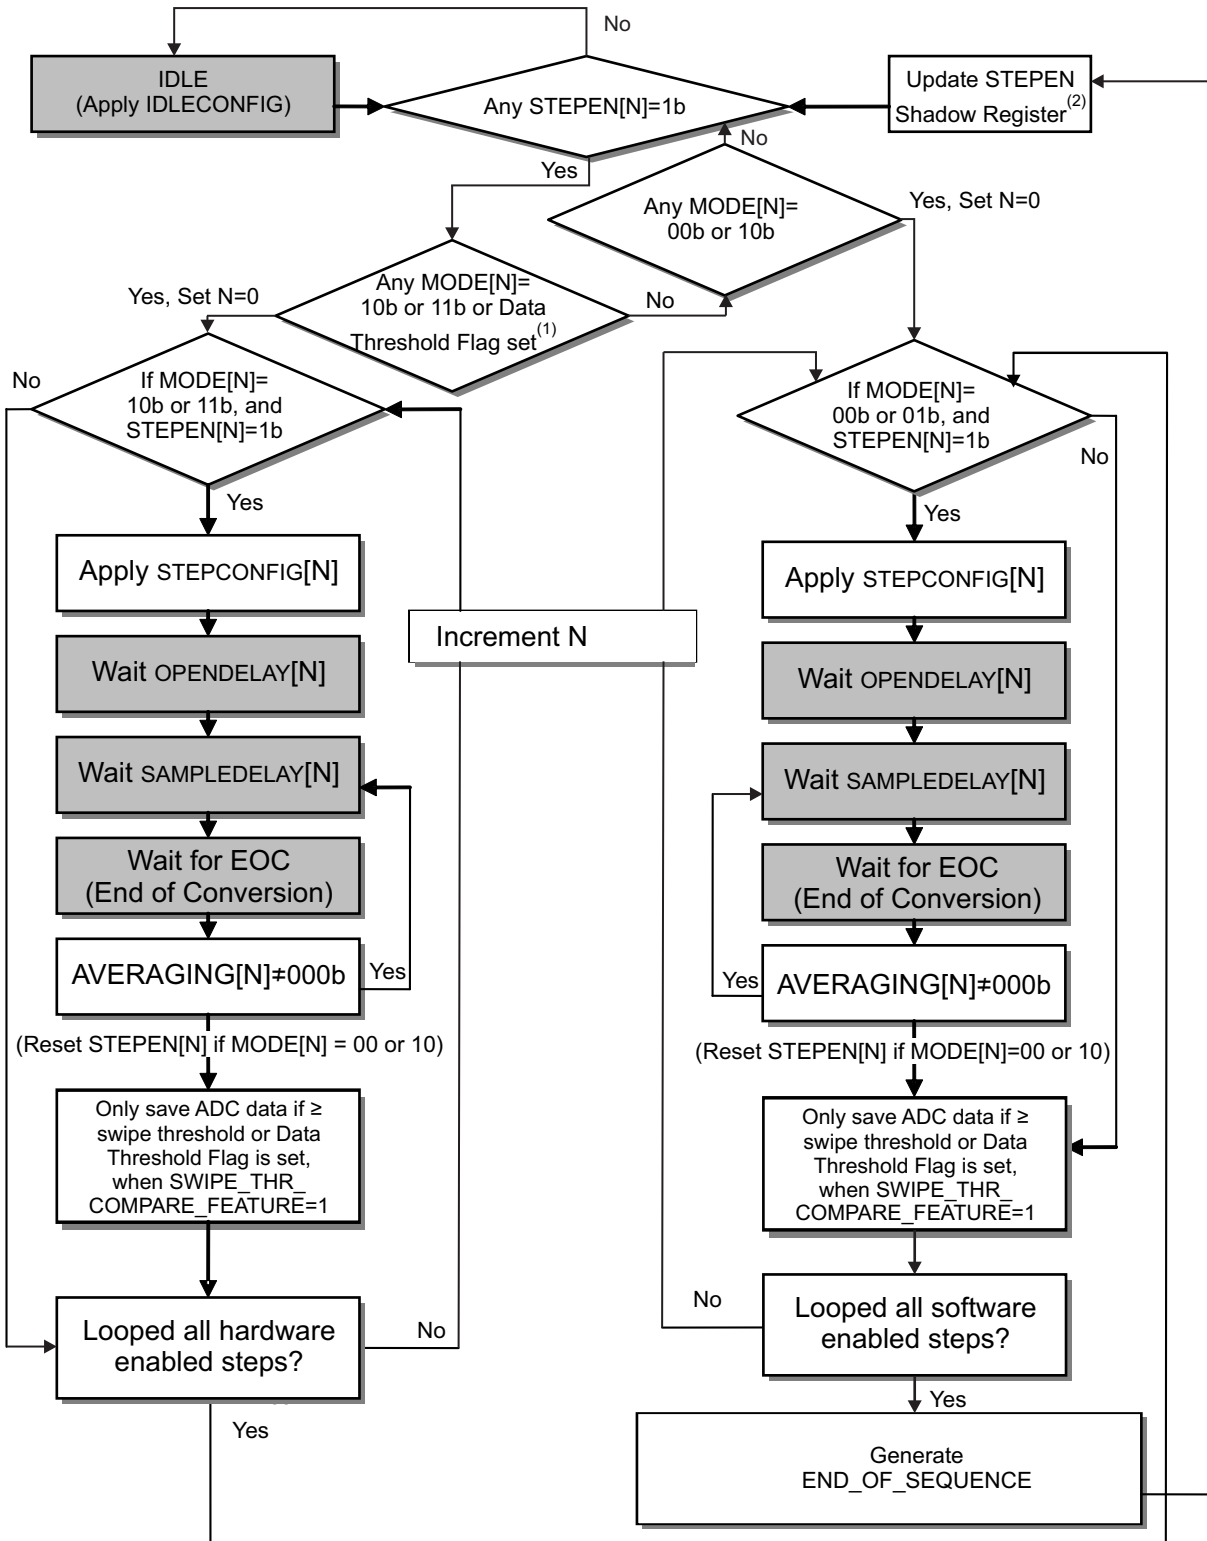 No
IDLE
(Apply IDLECONFIG)
Any STEPEN[N]=1b
Update STEPEN
Shadow Register(2)
Yes
No
Any MODE[N]=
00b or 10b
Yes, Set N=0
Any MODE[N]=
10b or 11b or Data
Threshold Flag set(1)
Yes, Set N=0
No
No
If MODE[N]=
10b or 11b, and
STEPEN[N]=1b
Yes
If MODE[N]=
00b or 01b, and
STEPEN[N]=1b
No
Yes
Apply STEPCONFIG[N]
Wait OPENDELAY[N]
Wait SAMPLEDELAY[N]
Wait for EOC
(End of Conversion)
AVERAGING[N]≠000b
Yes
(Reset STEPEN[N] if MODE[N] = 00 or 10)
Only save ADC data if ≥
swipe threshold or Data
Threshold Flag is set,
when SWIPE_THR_
COMPARE_FEATURE=1
Looped all hardware
enabled steps?
No
Yes
Increment N
Apply STEPCONFIG[N]
Wait OPENDELAY[N]
Wait SAMPLEDELAY[N]
Wait for EOC
(End of Conversion)
Yes
AVERAGING[N]≠000b
(Reset STEPEN[N] if MODE[N]=00 or 10)
Only save ADC data if ≥
swipe threshold or Data
Threshold Flag is set,
when SWIPE_THR_
COMPARE_FEATURE=1
No
Looped all software
enabled steps?
Yes
Generate
END_OF_SEQUENCE